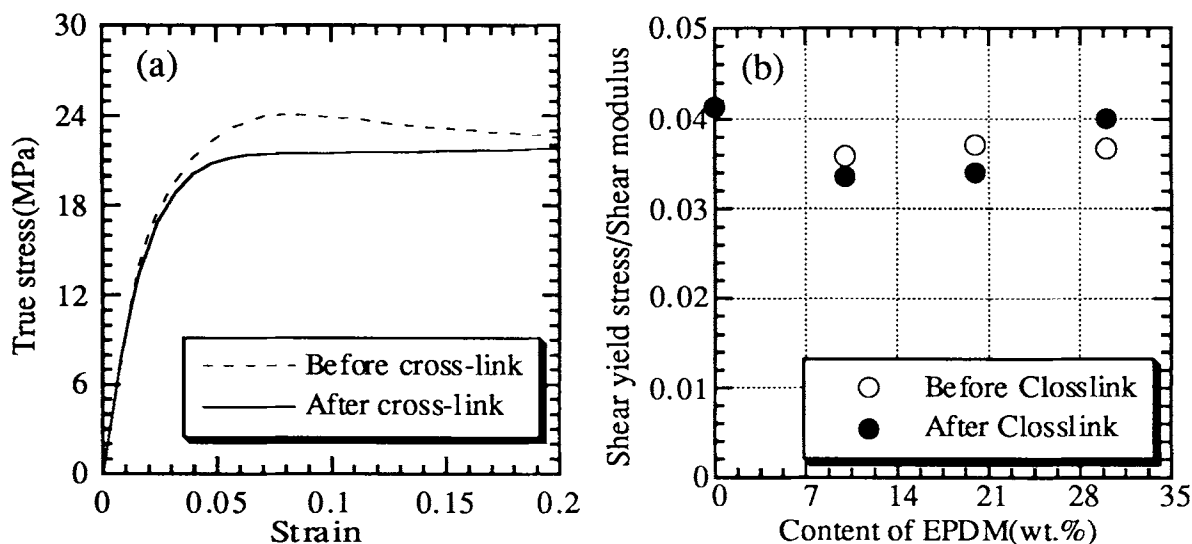 (a)
True stress(MPa)
30
24
18
12
6
0
Before cross-link
After cross-link
0 0.05 0.1 0.15 0.2
Strain
(b)
Shear yield stress/Shear modulus
0.05
0.04
0.03
0.02
0.01
0
Before Closslink
After Closslink
0 7 14 21 28 35
Content of EPDM(wt.%)